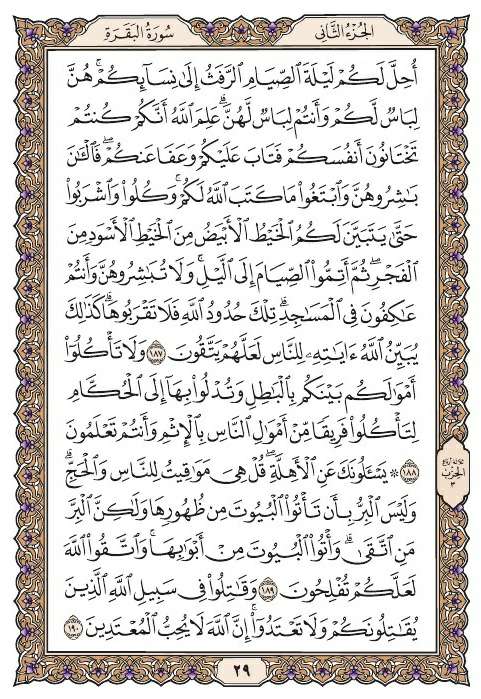 الجزء الثاني
سورة البقرة
أُحِلَّ لَكُمْ لَيْلَةَ ٱلصِّيَامِ ٱلرَّفَثُ إِلَىٰ نِسَآئِكُمْ ۚ هُنَّ
لِبَاسٌ لَّكُمْ وَأَنتُمْ لِبَاسٌ لَّهُنَّ ۗ عَلِمَ ٱللَّهُ أَنَّكُمْ كُنتُمْ
تَخْتَانُونَ أَنفُسَكُمْ فَتَابَ عَلَيْكُمْ وَعَفَا عَنكُمْ ۖ فَٱلْـَٔـٰنَ
بَـٰشِرُوهُنَّ وَٱبْتَغُوا۟ مَا كَتَبَ ٱللَّهُ لَكُمْ ۚ وَكُلُوا۟ وَٱشْرَبُوا۟
حَتَّىٰ يَتَبَيَّنَ لَكُمُ ٱلْخَيْطُ ٱلْأَبْيَضُ مِنَ ٱلْخَيْطِ ٱلْأَسْوَدِ مِنَ
ٱلْفَجْرِ ۖ ثُمَّ أَتِمُّوا۟ ٱلصِّيَامَ إِلَى ٱلَّيْلِ ۚ وَلَا تُبَـٰشِرُوهُنَّ وَأَنتُمْ
عَـٰكِفُونَ فِى ٱلْمَسَـٰجِدِ ۗ تِلْكَ حُدُودُ ٱللَّهِ فَلَا تَقْرَبُوهَا ۗ كَذَٰلِكَ
يُبَيِّنُ ٱللَّهُ ءَايَـٰتِهِۦ لِلنَّاسِ لَعَلَّهُمْ يَتَّقُونَ ١٨٧ وَلَا تَأْكُلُوٓا۟
أَمْوَٰلَكُم بَيْنَكُم بِٱلْبَـٰطِلِ وَتُدْلُوا۟ بِهَآ إِلَى ٱلْحُكَّامِ
لِتَأْكُلُوا۟ فَرِيقًا مِّنْ أَمْوَٰلِ ٱلنَّاسِ بِٱلْإِثْمِ وَأَنتُمْ تَعْلَمُونَ
١٨٨ ۞ يَسْـَٔلُونَكَ عَنِ ٱلْأَهِلَّةِ ۖ قُلْ هِىَ مَوَٰقِيتُ لِلنَّاسِ وَٱلْحَجِّ ۗ
وَلَيْسَ ٱلْبِرُّ بِأَن تَأْتُوا۟ ٱلْبُيُوتَ مِن ظُهُورِهَا وَلَـٰكِنَّ ٱلْبِرَّ
مَنِ ٱتَّقَىٰ ۗ وَأْتُوا۟ ٱلْبُيُوتَ مِنْ أَبْوَٰبِهَا ۚ وَٱتَّقُوا۟ ٱللَّهَ
لَعَلَّكُمْ تُفْلِحُونَ ١٨٩ وَقَـٰتِلُوا۟ فِى سَبِيلِ ٱللَّهِ ٱلَّذِينَ
يُقَـٰتِلُونَكُمْ وَلَا تَعْتَدُوٓا۟ ۚ إِنَّ ٱللَّهَ لَا يُحِبُّ ٱلْمُعْتَدِينَ ١٩٠
ثلاثة أرباع
الحزب
٣
٢٩